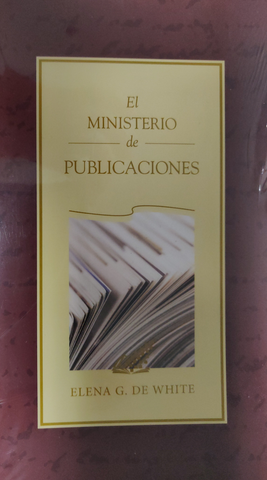 El
MINISTERIO
de
PUBLICACIONES
ELENA G. DE WHITE